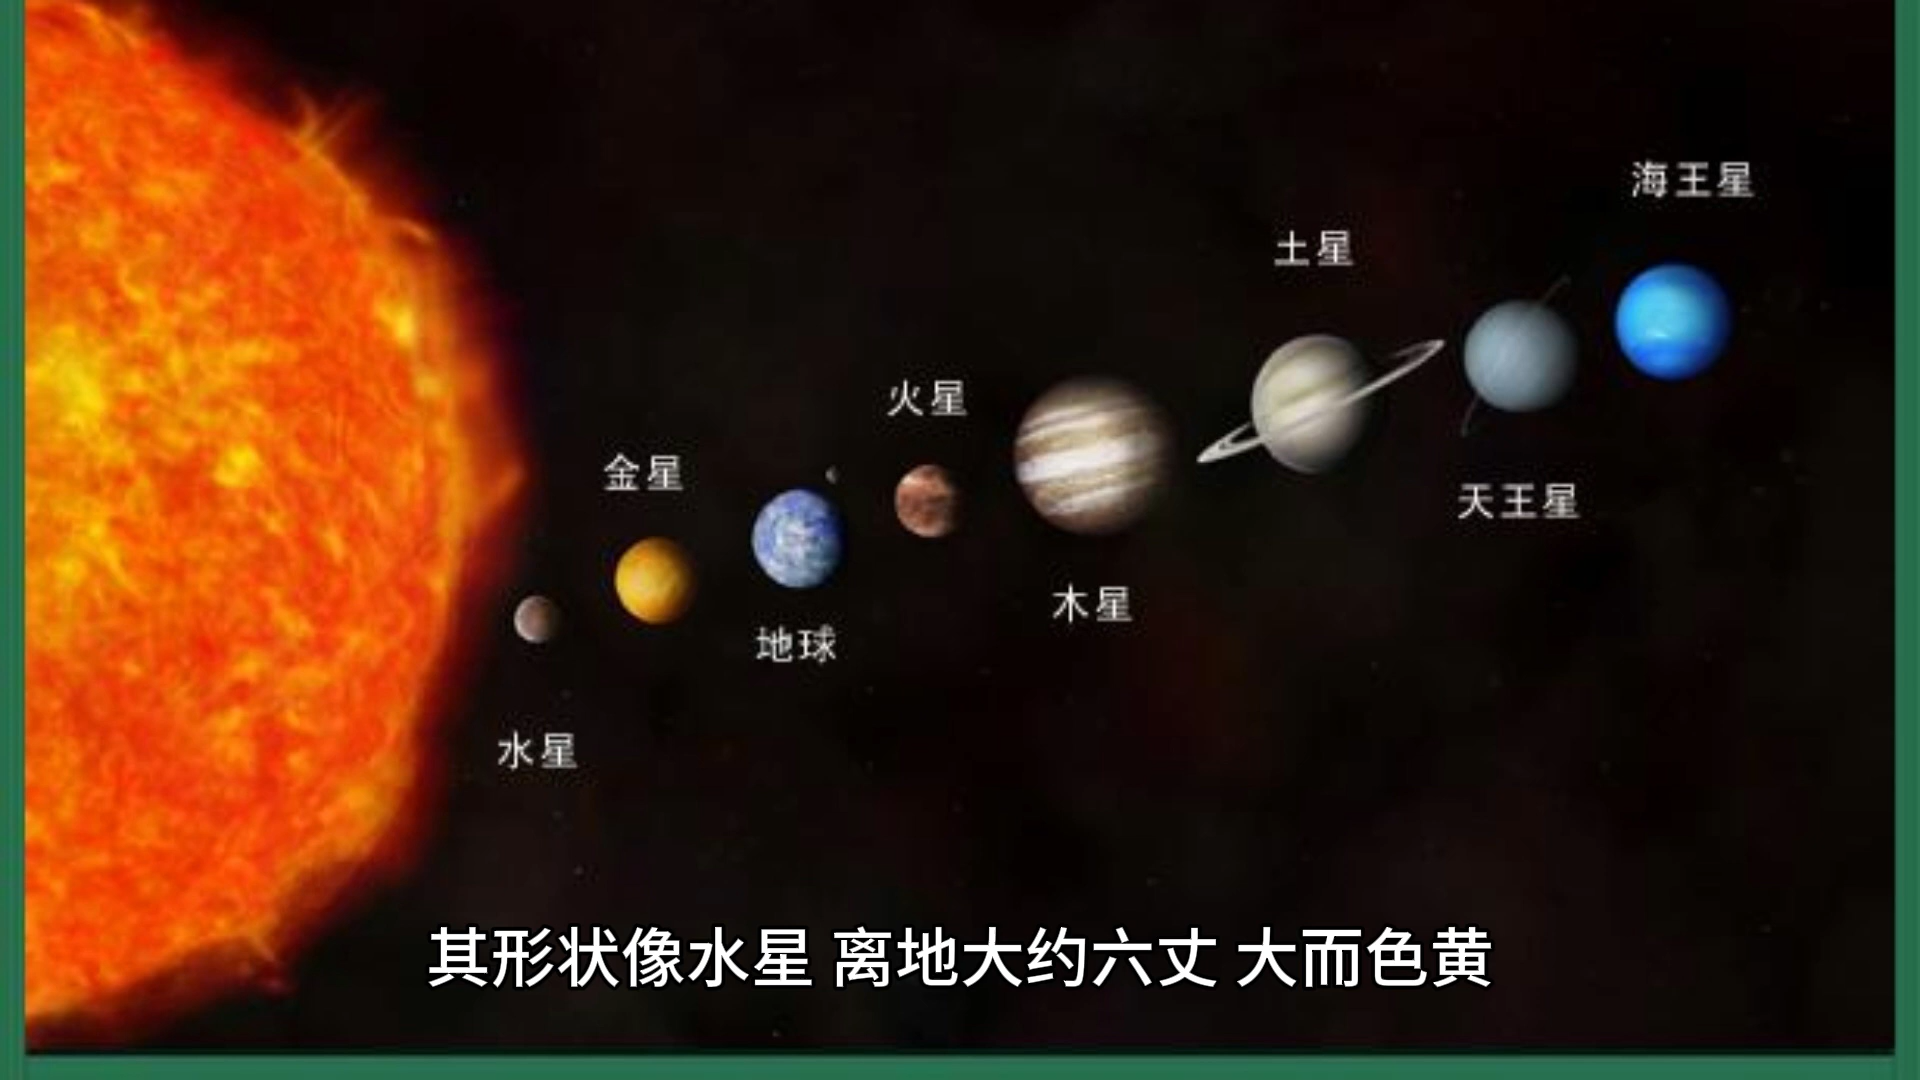 海王星
土星
火星
金星
天王星
木星
地球
水星
其形状像水星 离地大约六丈 大而色黄